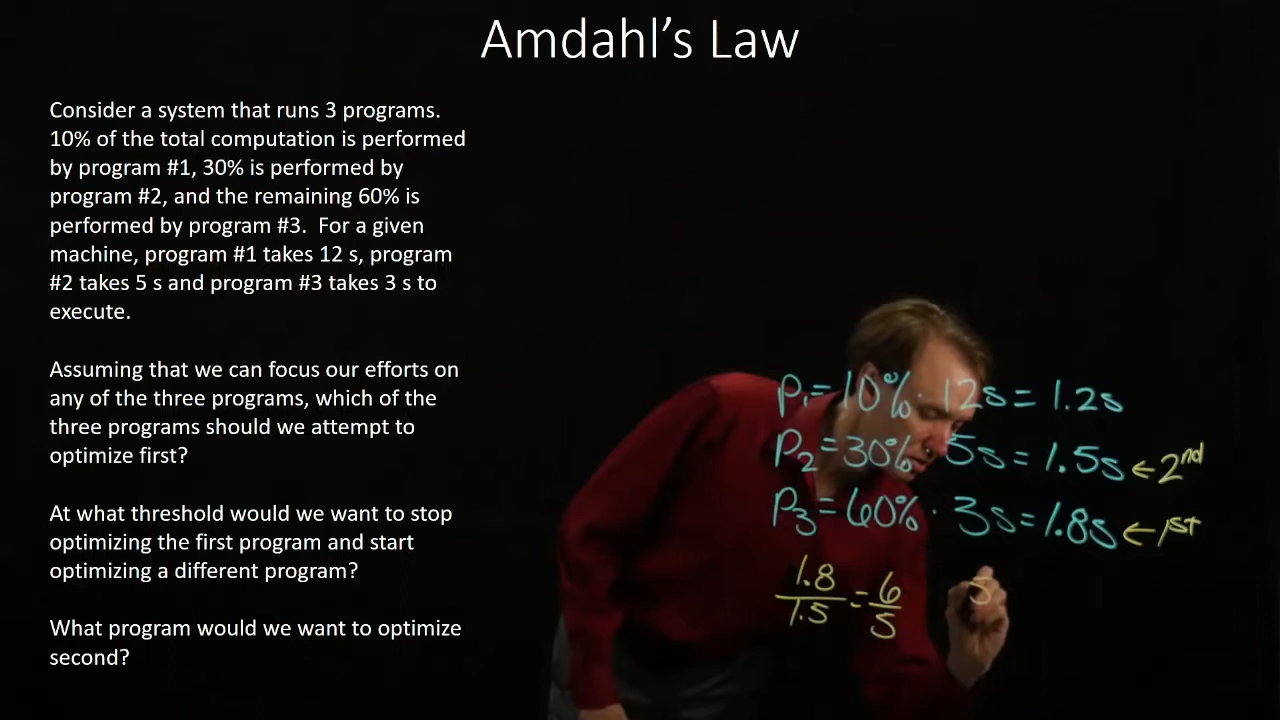 Amdahl's Law
Consider a system that runs 3 programs.
10% of the total computation is performed
by program #1, 30% is performed by
program #2, and the remaining 60% is
performed by program #3.  For a given
machine, program #1 takes 12 s, program
#2 takes 5 s and program #3 takes 3 s to
execute.
Assuming that we can focus our efforts on
any of the three programs, which of the
three programs should we attempt to
optimize first?
At what threshold would we want to stop
optimizing the first program and start
optimizing a different program?
What program would we want to optimize
second?
P₁ = 10% · 12s = 1.2s
P₂ = 30% · 5s = 1.5s ← 2nd
P₃ = 60% · 3s = 1.8s ← 1st
1.8/1.5 = 6/5